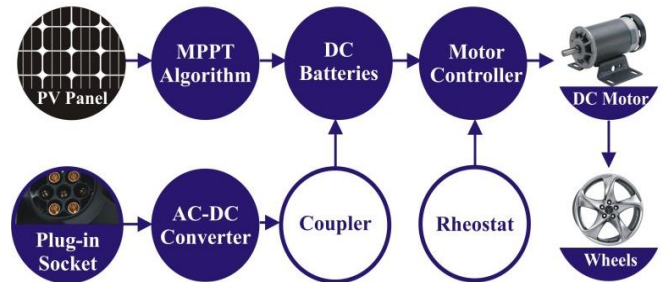 PV Panel
MPPT
Algorithm
DC
Batteries
Motor
Controller
DC Motor
Plug-in
Socket
AC-DC
Converter
Coupler
Rheostat
Wheels